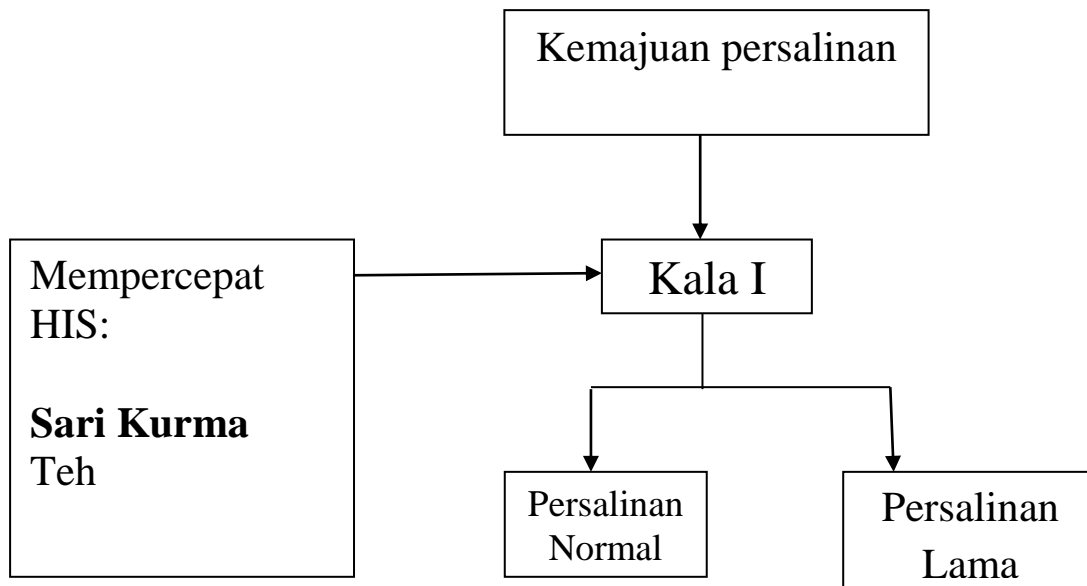 Kemajuan persalinan
Mempercepat
HIS:
Sari Kurma
Teh
Kala I
Persalinan
Normal
Persalinan
Lama